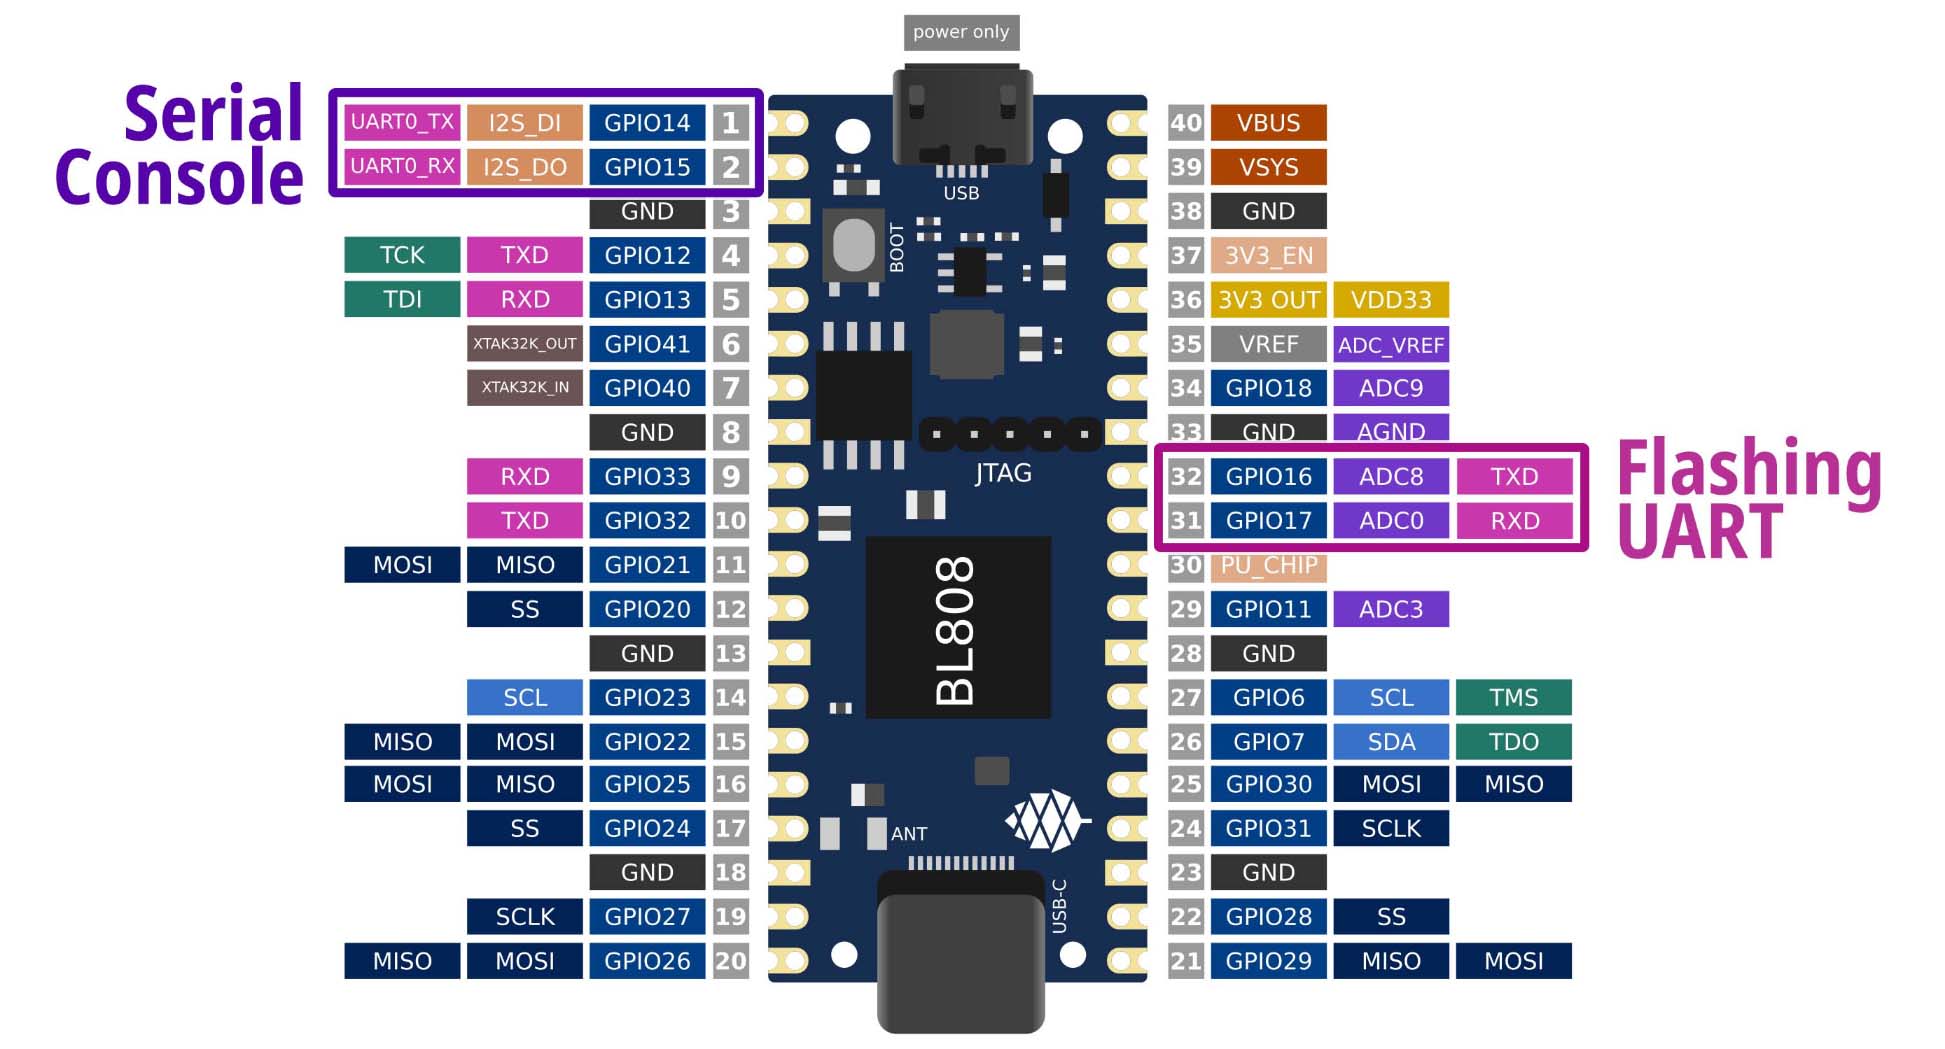 power only
Serial
Console
UART0_TX I2S_DI GPIO14 1
UART0_RX I2S_DO GPIO15 2
GND 3
TCK TXD GPIO12 4
TDI RXD GPIO13 5
XTAK32K_OUT GPIO41 6
XTAK32K_IN GPIO40 7
GND 8
RXD GPIO33 9
TXD GPIO32 10
MOSI MISO GPIO21 11
SS GPIO20 12
GND 13
SCL GPIO23 14
MISO MOSI GPIO22 15
MOSI MISO GPIO25 16
SS GPIO24 17
GND 18
SCLK GPIO27 19
MISO MOSI GPIO26 20
USB
BOOT
JTAG
BL808
ANT
USB-C
40 VBUS
39 VSYS
38 GND
37 3V3_EN
36 3V3 OUT VDD33
35 VREF ADC_VREF
34 GPIO18 ADC9
33 GND AGND
32 GPIO16 ADC8 TXD
31 GPIO17 ADC0 RXD
30 PU_CHIP
29 GPIO11 ADC3
28 GND
27 GPIO6 SCL TMS
26 GPIO7 SDA TDO
25 GPIO30 MOSI MISO
24 GPIO31 SCLK
23 GND
22 GPIO28 SS
21 GPIO29 MISO MOSI
Flashing
UART